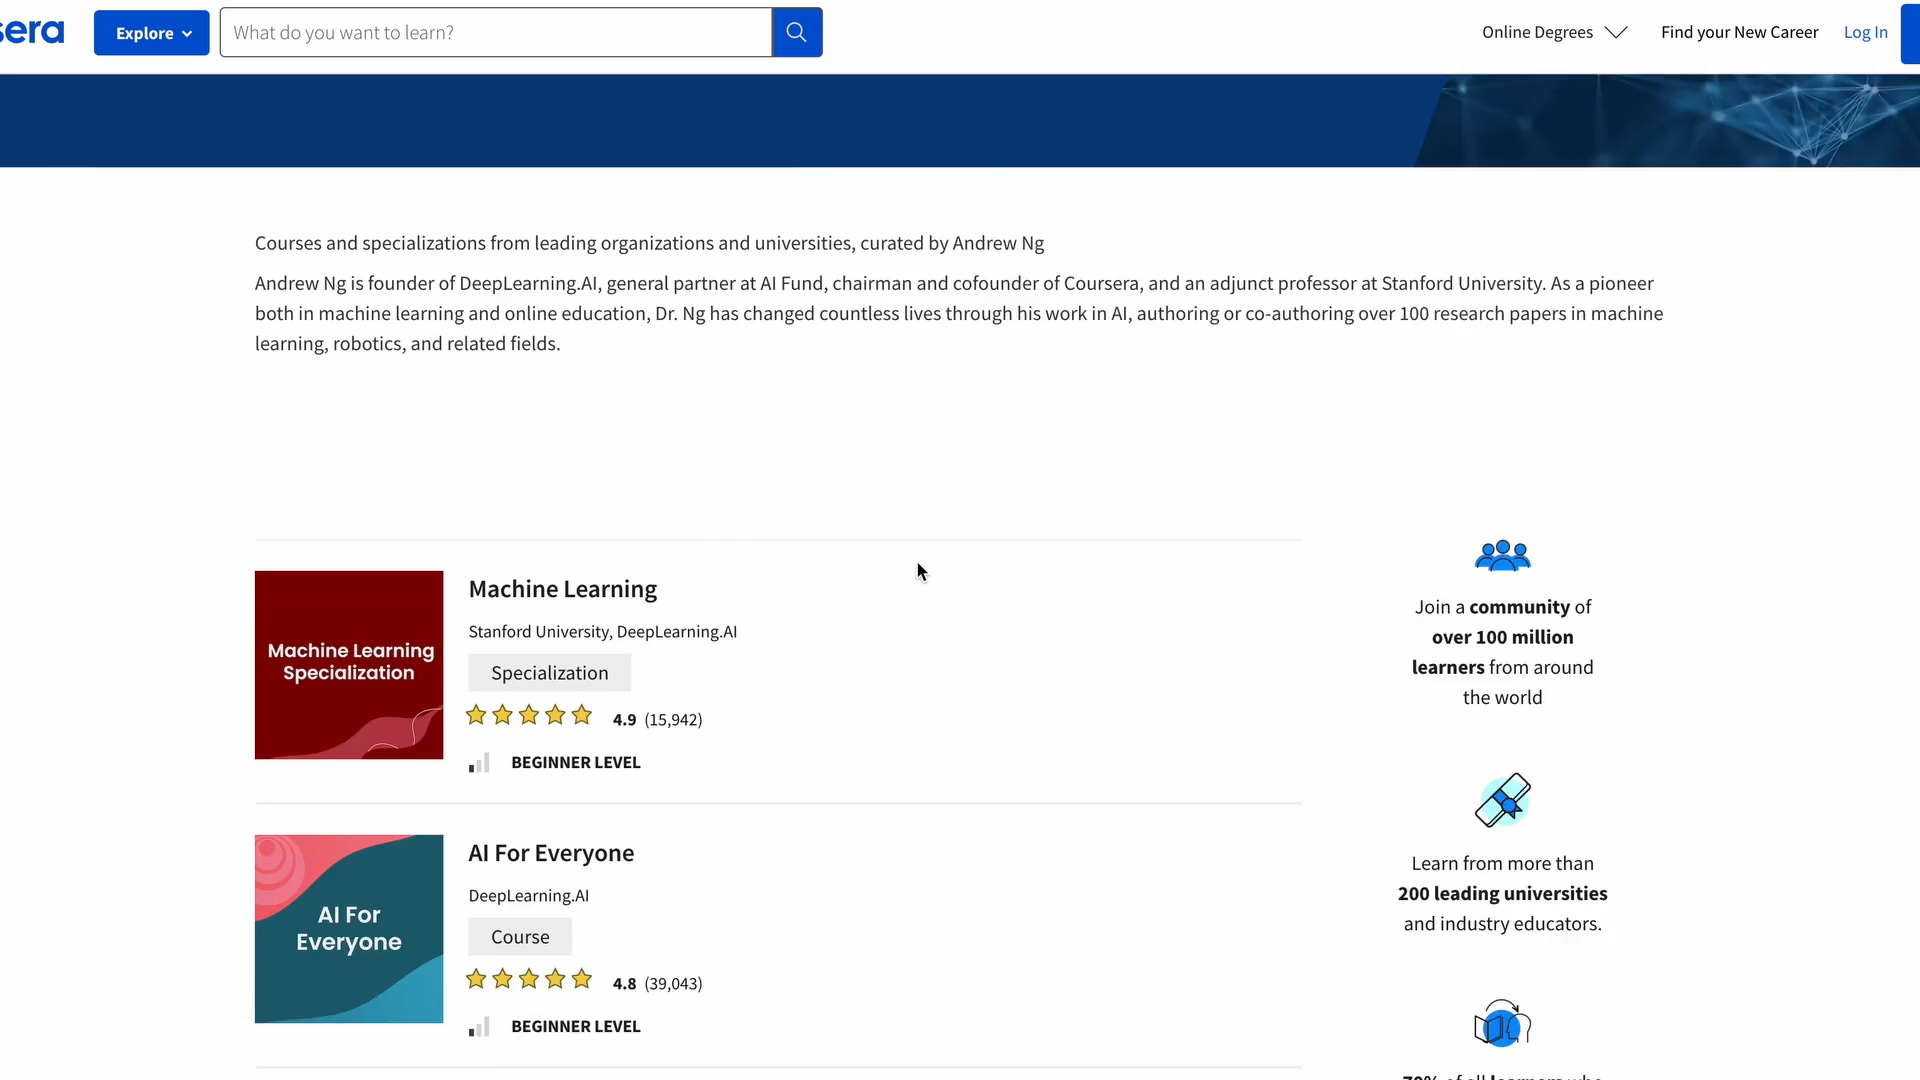 sera
Explore
What do you want to learn?
Online Degrees
Find your New Career
Log In
Courses and specializations from leading organizations and universities, curated by Andrew Ng
Andrew Ng is founder of DeepLearning.AI, general partner at AI Fund, chairman and cofounder of Coursera, and an adjunct professor at Stanford University. As a pioneer
both in machine learning and online education, Dr. Ng has changed countless lives through his work in AI, authoring or co-authoring over 100 research papers in machine
learning, robotics, and related fields.
Machine Learning
Specialization
Machine Learning
Stanford University, DeepLearning.AI
Specialization
4.9 (15,942)
BEGINNER LEVEL
AI For
Everyone
AI For Everyone
DeepLearning.AI
Course
4.8 (39,043)
BEGINNER LEVEL
Join a community of
over 100 million
learners from around
the world
Learn from more than
200 leading universities
and industry educators.
70% of all learners who